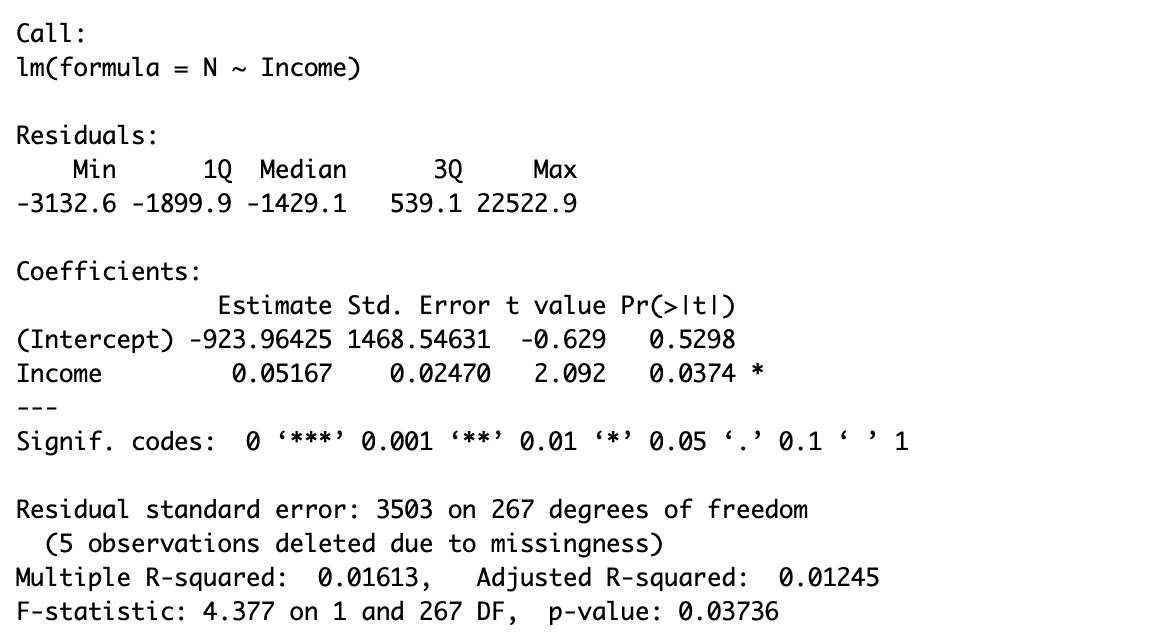 Call:
lm(formula = N ~ Income)
Residuals:
Min 1Q Median 3Q Max
-3132.6 -1899.9 -1429.1 539.1 22522.9
Coefficients:
Estimate Std. Error t value Pr(>|t|)
(Intercept) -923.96425 1468.54631 -0.629 0.5298
Income 0.05167 0.02470 2.092 0.0374 *
---
Signif. codes: 0 ‘***’ 0.001 ‘**’ 0.01 ‘*’ 0.05 ‘.’ 0.1 ‘ ’ 1
Residual standard error: 3503 on 267 degrees of freedom
(5 observations deleted due to missingness)
Multiple R-squared: 0.01613, Adjusted R-squared: 0.01245
F-statistic: 4.377 on 1 and 267 DF, p-value: 0.03736